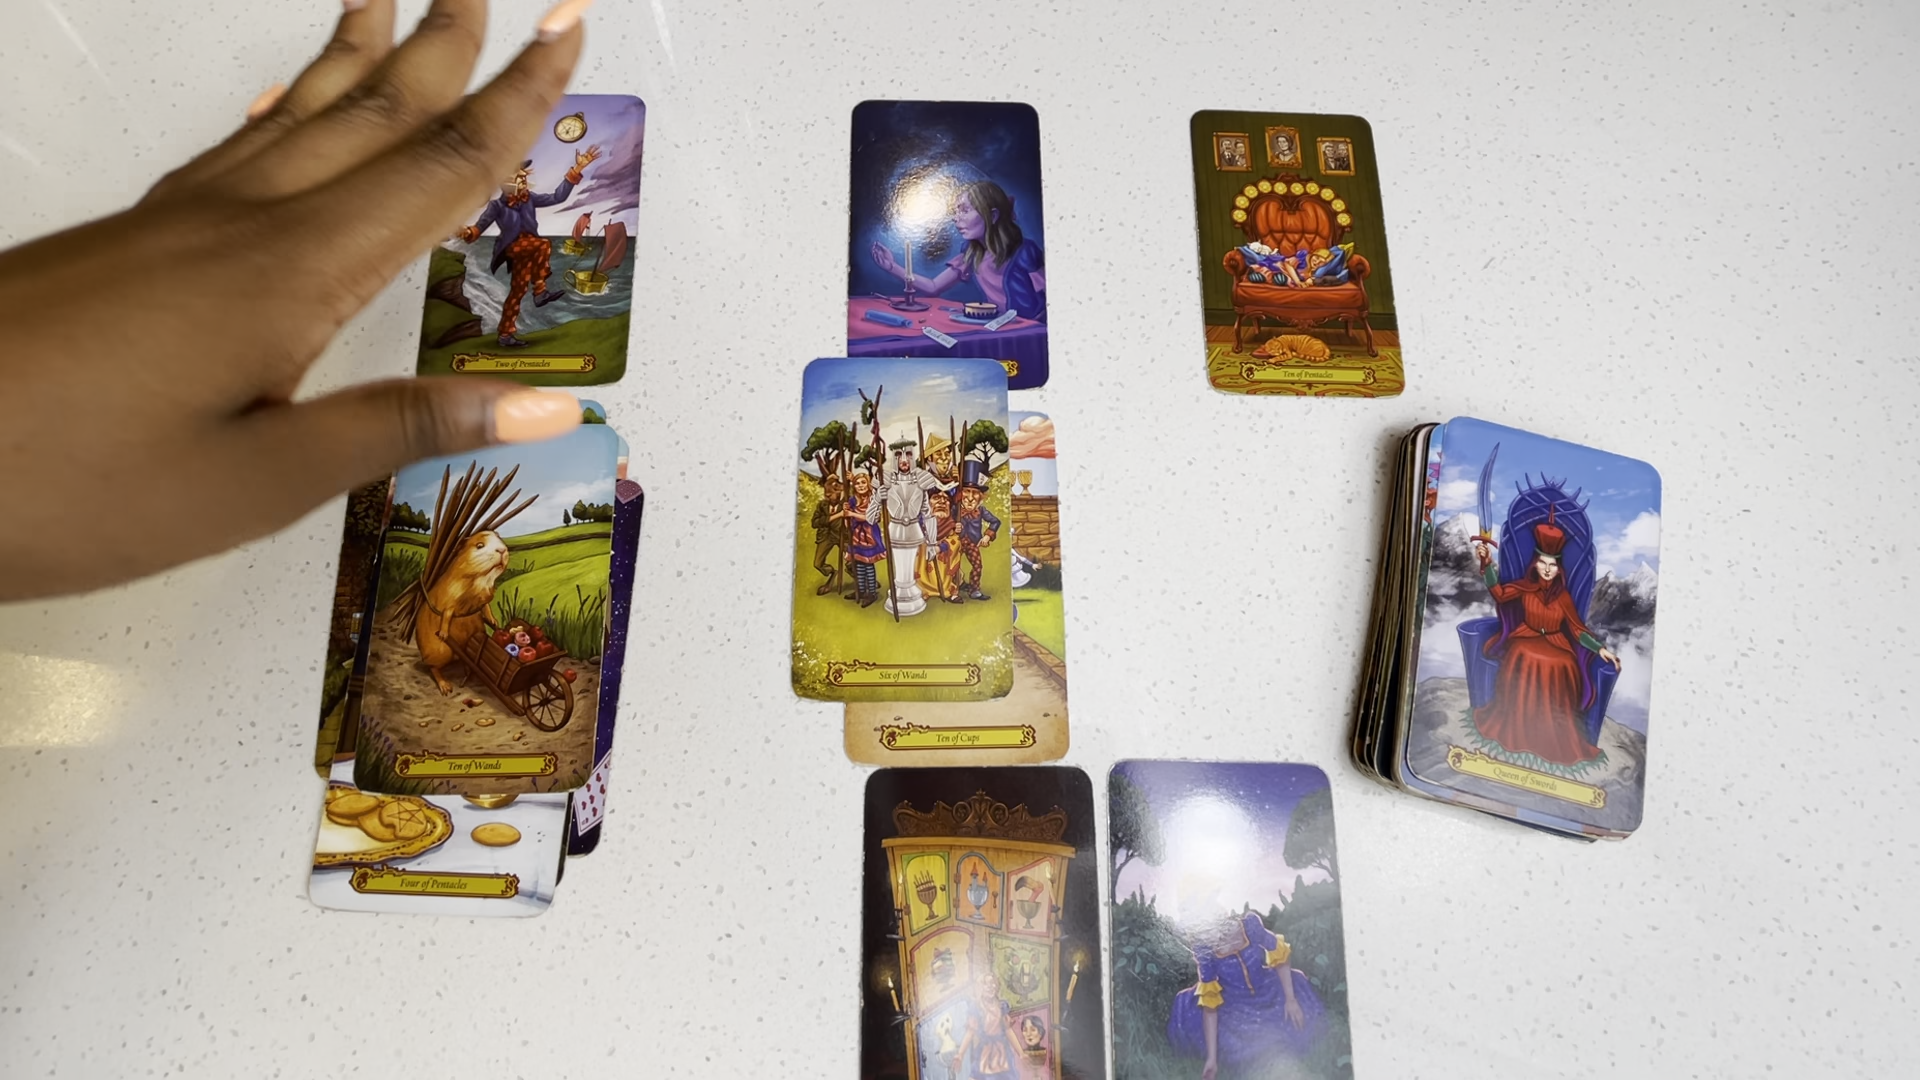 Two of Pentacles
Ten of Pentacles
Six of Wands
Ten of Cups
Ten of Wands
Queen of Swords
Four of Pentacles